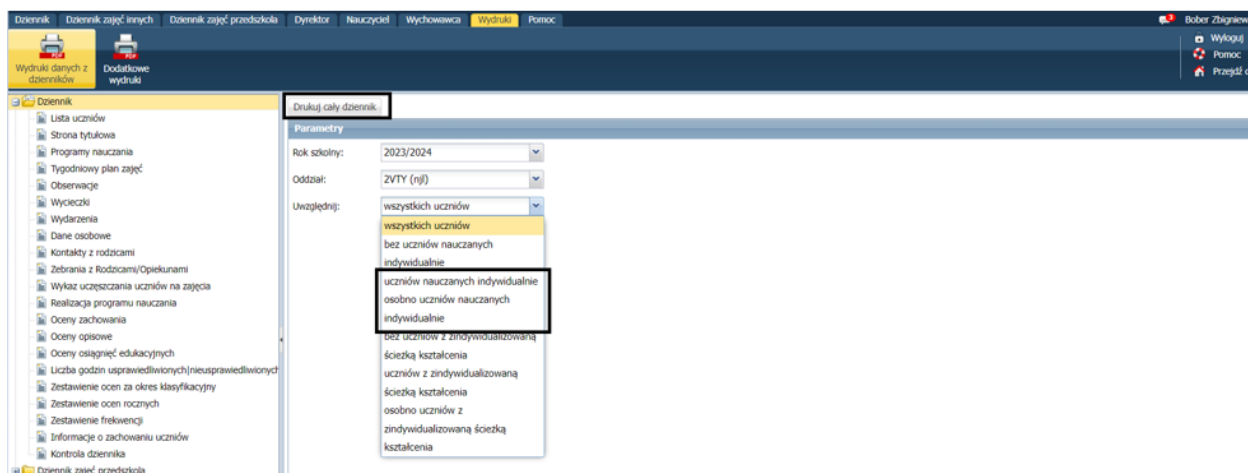 Dziennik Dziennik zajęć innych Dziennik zajęć przedszkola Dyrektor Nauczyciel Wychowawca Wydruki Pomoc
3 Bober Zbigniew
Wydruki danych z dzienników
Dodatkowe wydruki
Wyloguj
Pomoc
Przejdź
Dziennik
Lista uczniów
Strona tytułowa
Programy nauczania
Tygodniowy plan zajęć
Obserwacje
Wycieczki
Wydarzenia
Dane osobowe
Kontakty z rodzicami
Zebrania z Rodzicami/Opiekunami
Wykaz uczęszczania uczniów na zajęcia
Realizacja programu nauczania
Oceny zachowania
Oceny opisowe
Oceny osiągnięć edukacyjnych
Liczba godzin usprawiedliwionych|nieusprawiedliwionych
Zestawienie ocen za okres klasyfikacyjny
Zestawienie ocen rocznych
Zestawienie frekwencji
Informacje o zachowaniu uczniów
Kontrola dziennika
Dziennik zajęć przedszkola
Drukuj cały dziennik
Parametry
Rok szkolny: 2023/2024
Oddział: 2VTY (njl)
Uwzględnij: wszystkich uczniów
wszystkich uczniów
bez uczniów nauczanych
indywidualnie
uczniów nauczanych indywidualnie
osobno uczniów nauczanych
indywidualnie
bez uczniów z zindywidualizowaną
ścieżką kształcenia
uczniów z zindywidualizowaną
ścieżką kształcenia
osobno uczniów z
zindywidualizowaną ścieżką
kształcenia